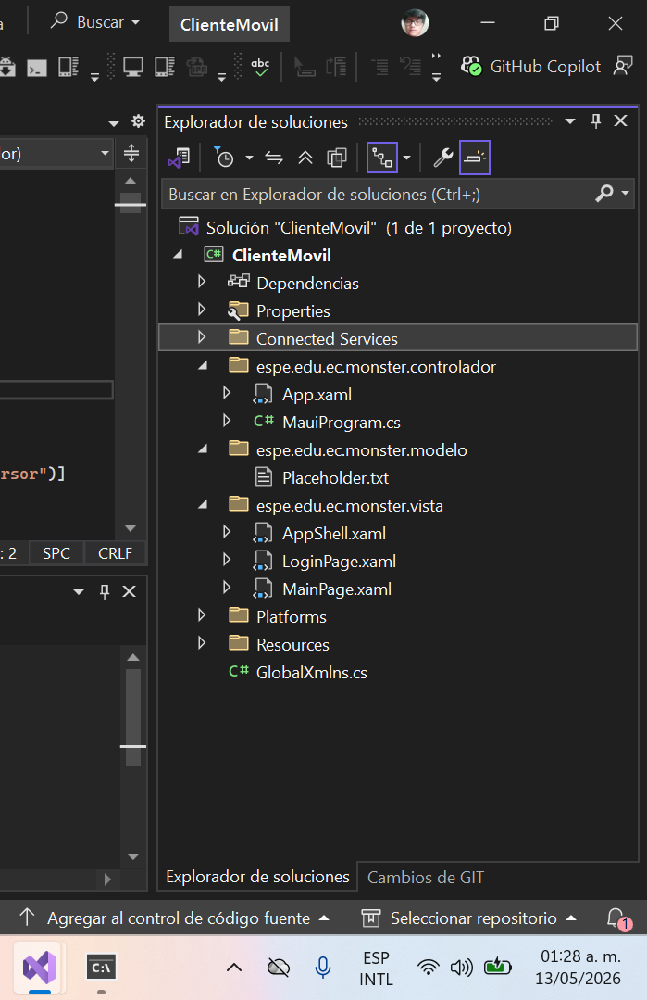 Buscar
ClienteMovil
abc
GitHub Copilot
Explorador de soluciones
or)
Buscar en Explorador de soluciones (Ctrl+;)
Solución "ClienteMovil" (1 de 1 proyecto)
C# ClienteMovil
Dependencias
Properties
Connected Services
espe.edu.ec.monster.controlador
App.xaml
C# MauiProgram.cs
espe.edu.ec.monster.modelo
rsor")]
Placeholder.txt
espe.edu.ec.monster.vista
AppShell.xaml
: 2 SPC CRLF
LoginPage.xaml
MainPage.xaml
Platforms
Resources
C# GlobalXmlns.cs
Explorador de soluciones Cambios de GIT
Agregar al control de código fuente Seleccionar repositorio 1
C:\ ESP INTL 01:28 a. m.
13/05/2026